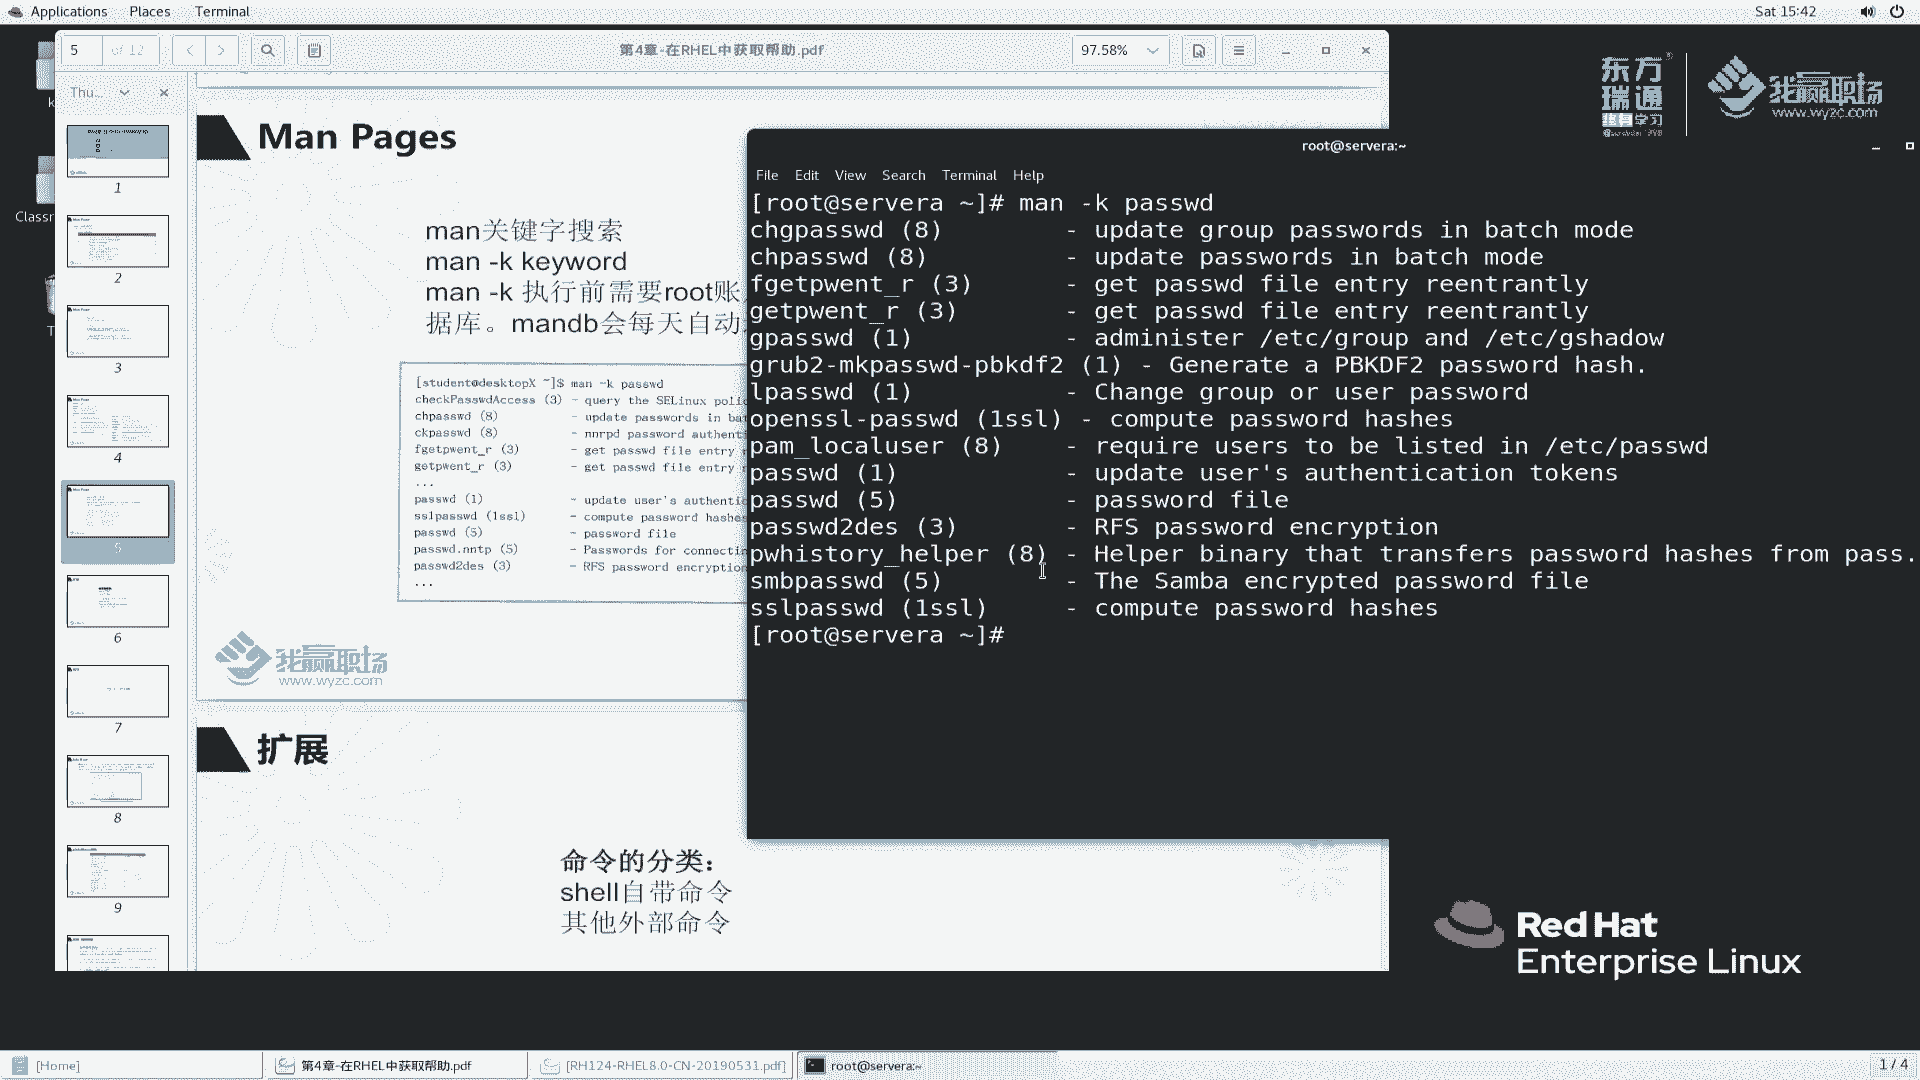 Applications Places Terminal Sat 15:42
5 of 12 第4章-在RHEL中获取帮助.pdf 97.58%
Thu...
1
2
3
4
5
6
7
8
9
Man Pages
man关键字搜索
man -k keyword
man -k 执行前需要root账
据库。mandb会每天自动
[student@desktopX ~]$ man -k passwd
checkPasswdAccess (3) - query the SELinux poli
chpasswd (8) - update passwords in ba
ckpasswd (8) - nnrpd password authent
fgetpwent_r (3) - get passwd file entry
getpwent_r (3) - get passwd file entry
...
passwd (1) - update user's authenti
sslpasswd (1ssl) - compute password hashe
passwd (5) - password file
passwd.nntp (5) - Passwords for connectin
passwd2des (3) - RFS password encryption
...
我赢职场
www.wyzc.com
扩展
命令的分类：
shell自带命令
其他外部命令
东方
瑞通
终身学习
我赢职场
www.wyzc.com
root@servera:~
File Edit View Search Terminal Help
[root@servera ~]# man -k passwd
chgpasswd (8) - update group passwords in batch mode
chpasswd (8) - update passwords in batch mode
fgetpwent_r (3) - get passwd file entry reentrantly
getpwent_r (3) - get passwd file entry reentrantly
gpasswd (1) - administer /etc/group and /etc/gshadow
grub2-mkpasswd-pbkdf2 (1) - Generate a PBKDF2 password hash.
lpasswd (1) - Change group or user password
openssl-passwd (1ssl) - compute password hashes
pam_localuser (8) - require users to be listed in /etc/passwd
passwd (1) - update user's authentication tokens
passwd (5) - password file
passwd2des (3) - RFS password encryption
pwhistory_helper (8) - Helper binary that transfers password hashes from pass.
smbpasswd (5) - The Samba encrypted password file
sslpasswd (1ssl) - compute password hashes
[root@servera ~]#
Red Hat
Enterprise Linux
[Home] 第4章-在RHEL中获取帮助.pdf [RH124-RHEL8.0-CN-20190531.pdf] root@servera:~ 1 / 4